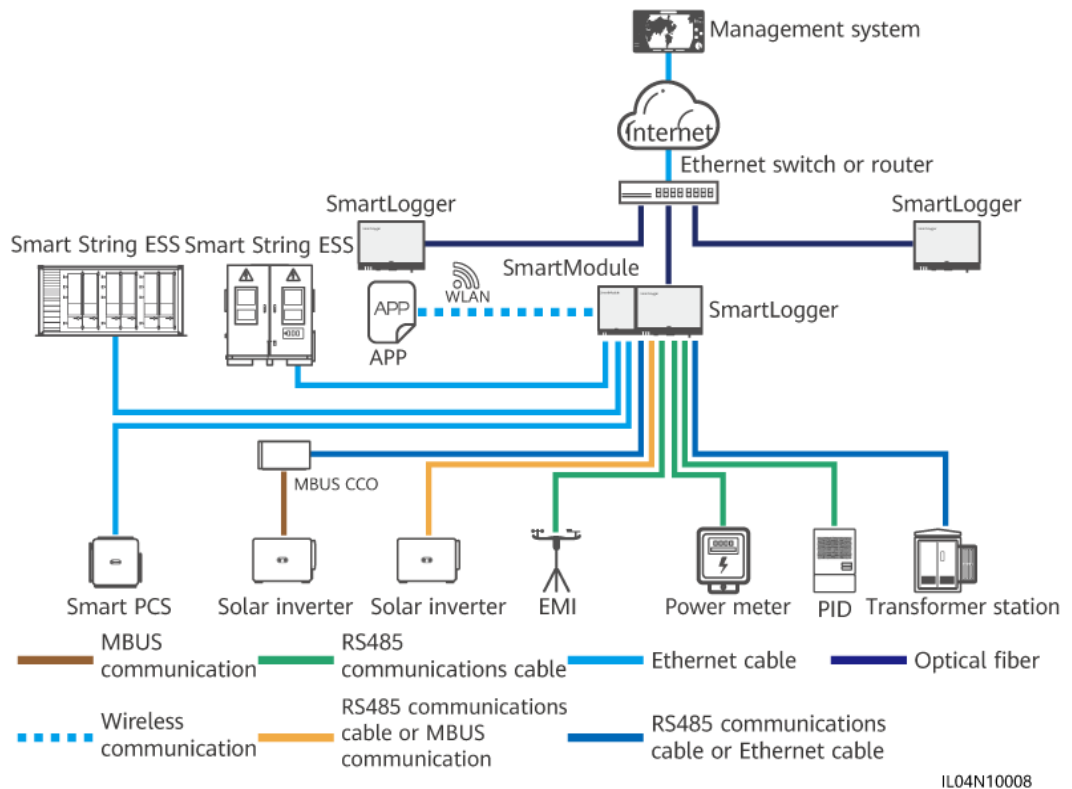 Management system
Internet
Ethernet switch or router
SmartLogger
SmartLogger
Smart String ESS
Smart String ESS
SmartModule
WLAN
SmartLogger
APP
APP
MBUS CCO
Smart PCS
Solar inverter
Solar inverter
EMI
Power meter
PID
Transformer station
MBUS
communication
RS485
communications cable
Ethernet cable
Optical fiber
Wireless
communication
RS485 communications
cable or MBUS
communication
RS485 communications
cable or Ethernet cable
IL04N10008